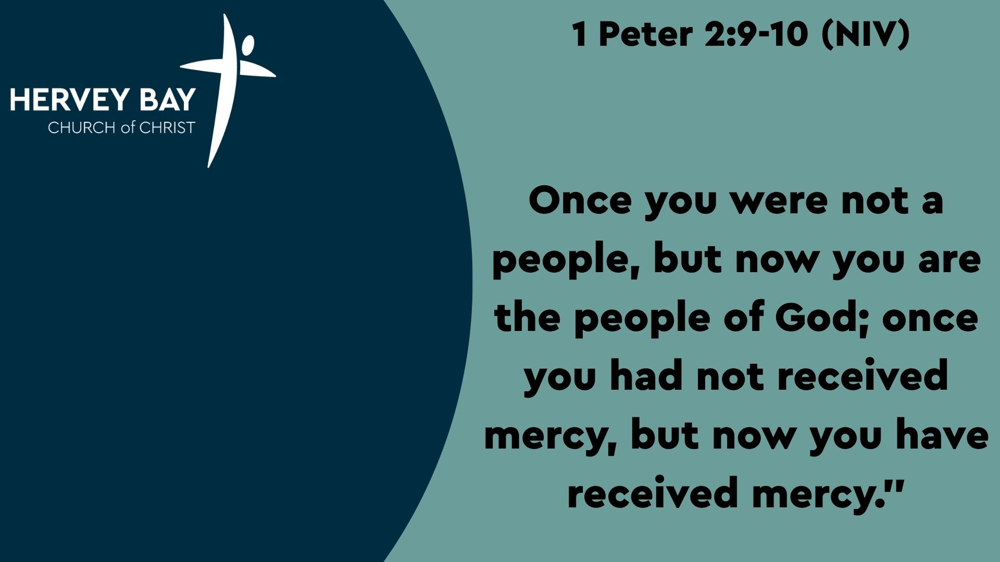 HERVEY BAY
CHURCH of CHRIST
1 Peter 2:9-10 (NIV)
Once you were not a
people, but now you are
the people of God; once
you had not received
mercy, but now you have
received mercy."